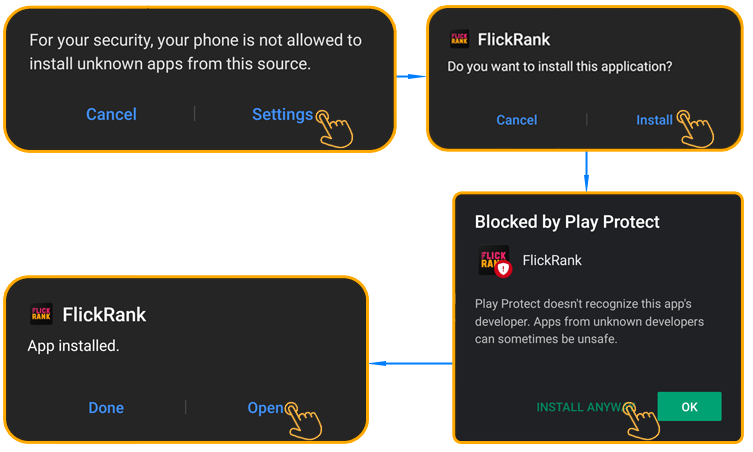 For your security, your phone is not allowed to
install unknown apps from this source.
Cancel
Settings
FLICK
RANK
FlickRank
Do you want to install this application?
Cancel
Install
Blocked by Play Protect
FLICK
RANK
FlickRank
Play Protect doesn't recognize this app's
developer. Apps from unknown developers
can sometimes be unsafe.
INSTALL ANYWAY
OK
FLICK
RANK
FlickRank
App installed.
Done
Open